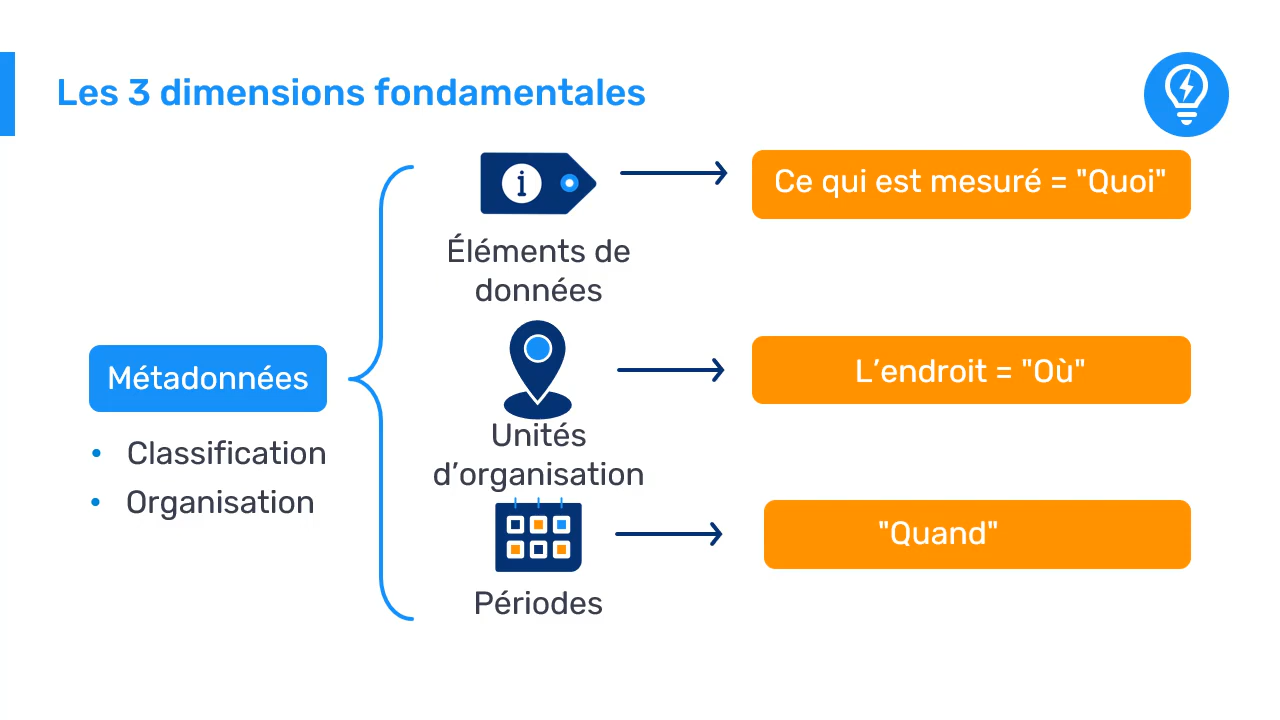 Les 3 dimensions fondamentales
Ce qui est mesuré = "Quoi"
Éléments de
données
Métadonnées
• Classification
• Organisation
L’endroit = "Où"
Unités
d’organisation
"Quand"
Périodes